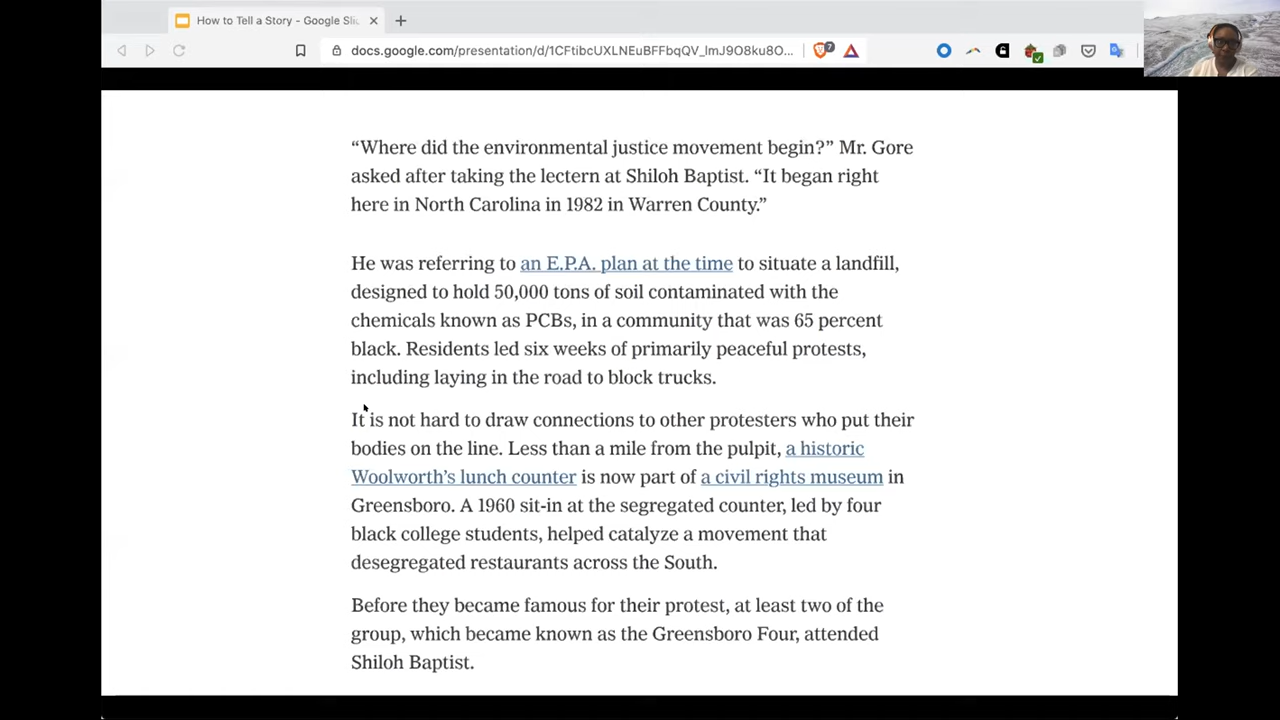 How to Tell a Story - Google Slid
docs.google.com/presentation/d/1CFtibcUXLNEuBFFbqQV_lmJ9O8ku8O...
7
“Where did the environmental justice movement begin?” Mr. Gore
asked after taking the lectern at Shiloh Baptist. “It began right
here in North Carolina in 1982 in Warren County.”
He was referring to an E.P.A. plan at the time to situate a landfill,
designed to hold 50,000 tons of soil contaminated with the
chemicals known as PCBs, in a community that was 65 percent
black. Residents led six weeks of primarily peaceful protests,
including laying in the road to block trucks.
It is not hard to draw connections to other protesters who put their
bodies on the line. Less than a mile from the pulpit, a historic
Woolworth’s lunch counter is now part of a civil rights museum in
Greensboro. A 1960 sit-in at the segregated counter, led by four
black college students, helped catalyze a movement that
desegregated restaurants across the South.
Before they became famous for their protest, at least two of the
group, which became known as the Greensboro Four, attended
Shiloh Baptist.